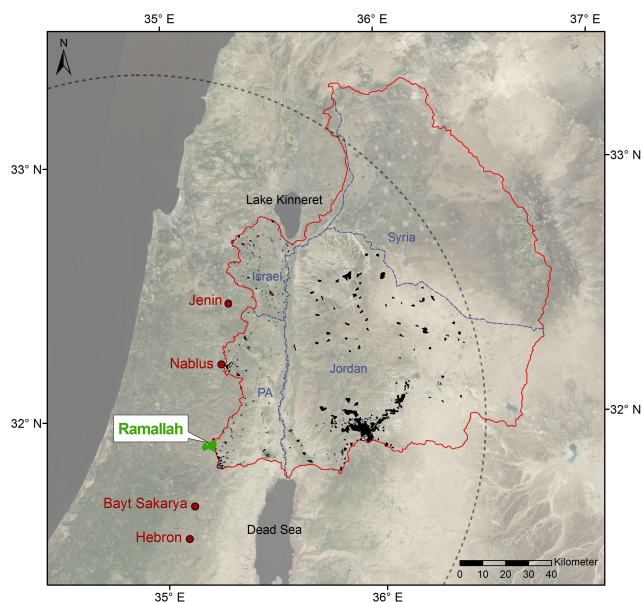 35° E 36° E 37° E
N
33° N
33° N
Lake Kinneret
Syria
Israel
Jenin
Nablus
Jordan
PA
32° N
32° N
Ramallah
Bayt Sakarya
Dead Sea
Hebron
Kilometer
0 10 20 30 40
35° E 36° E